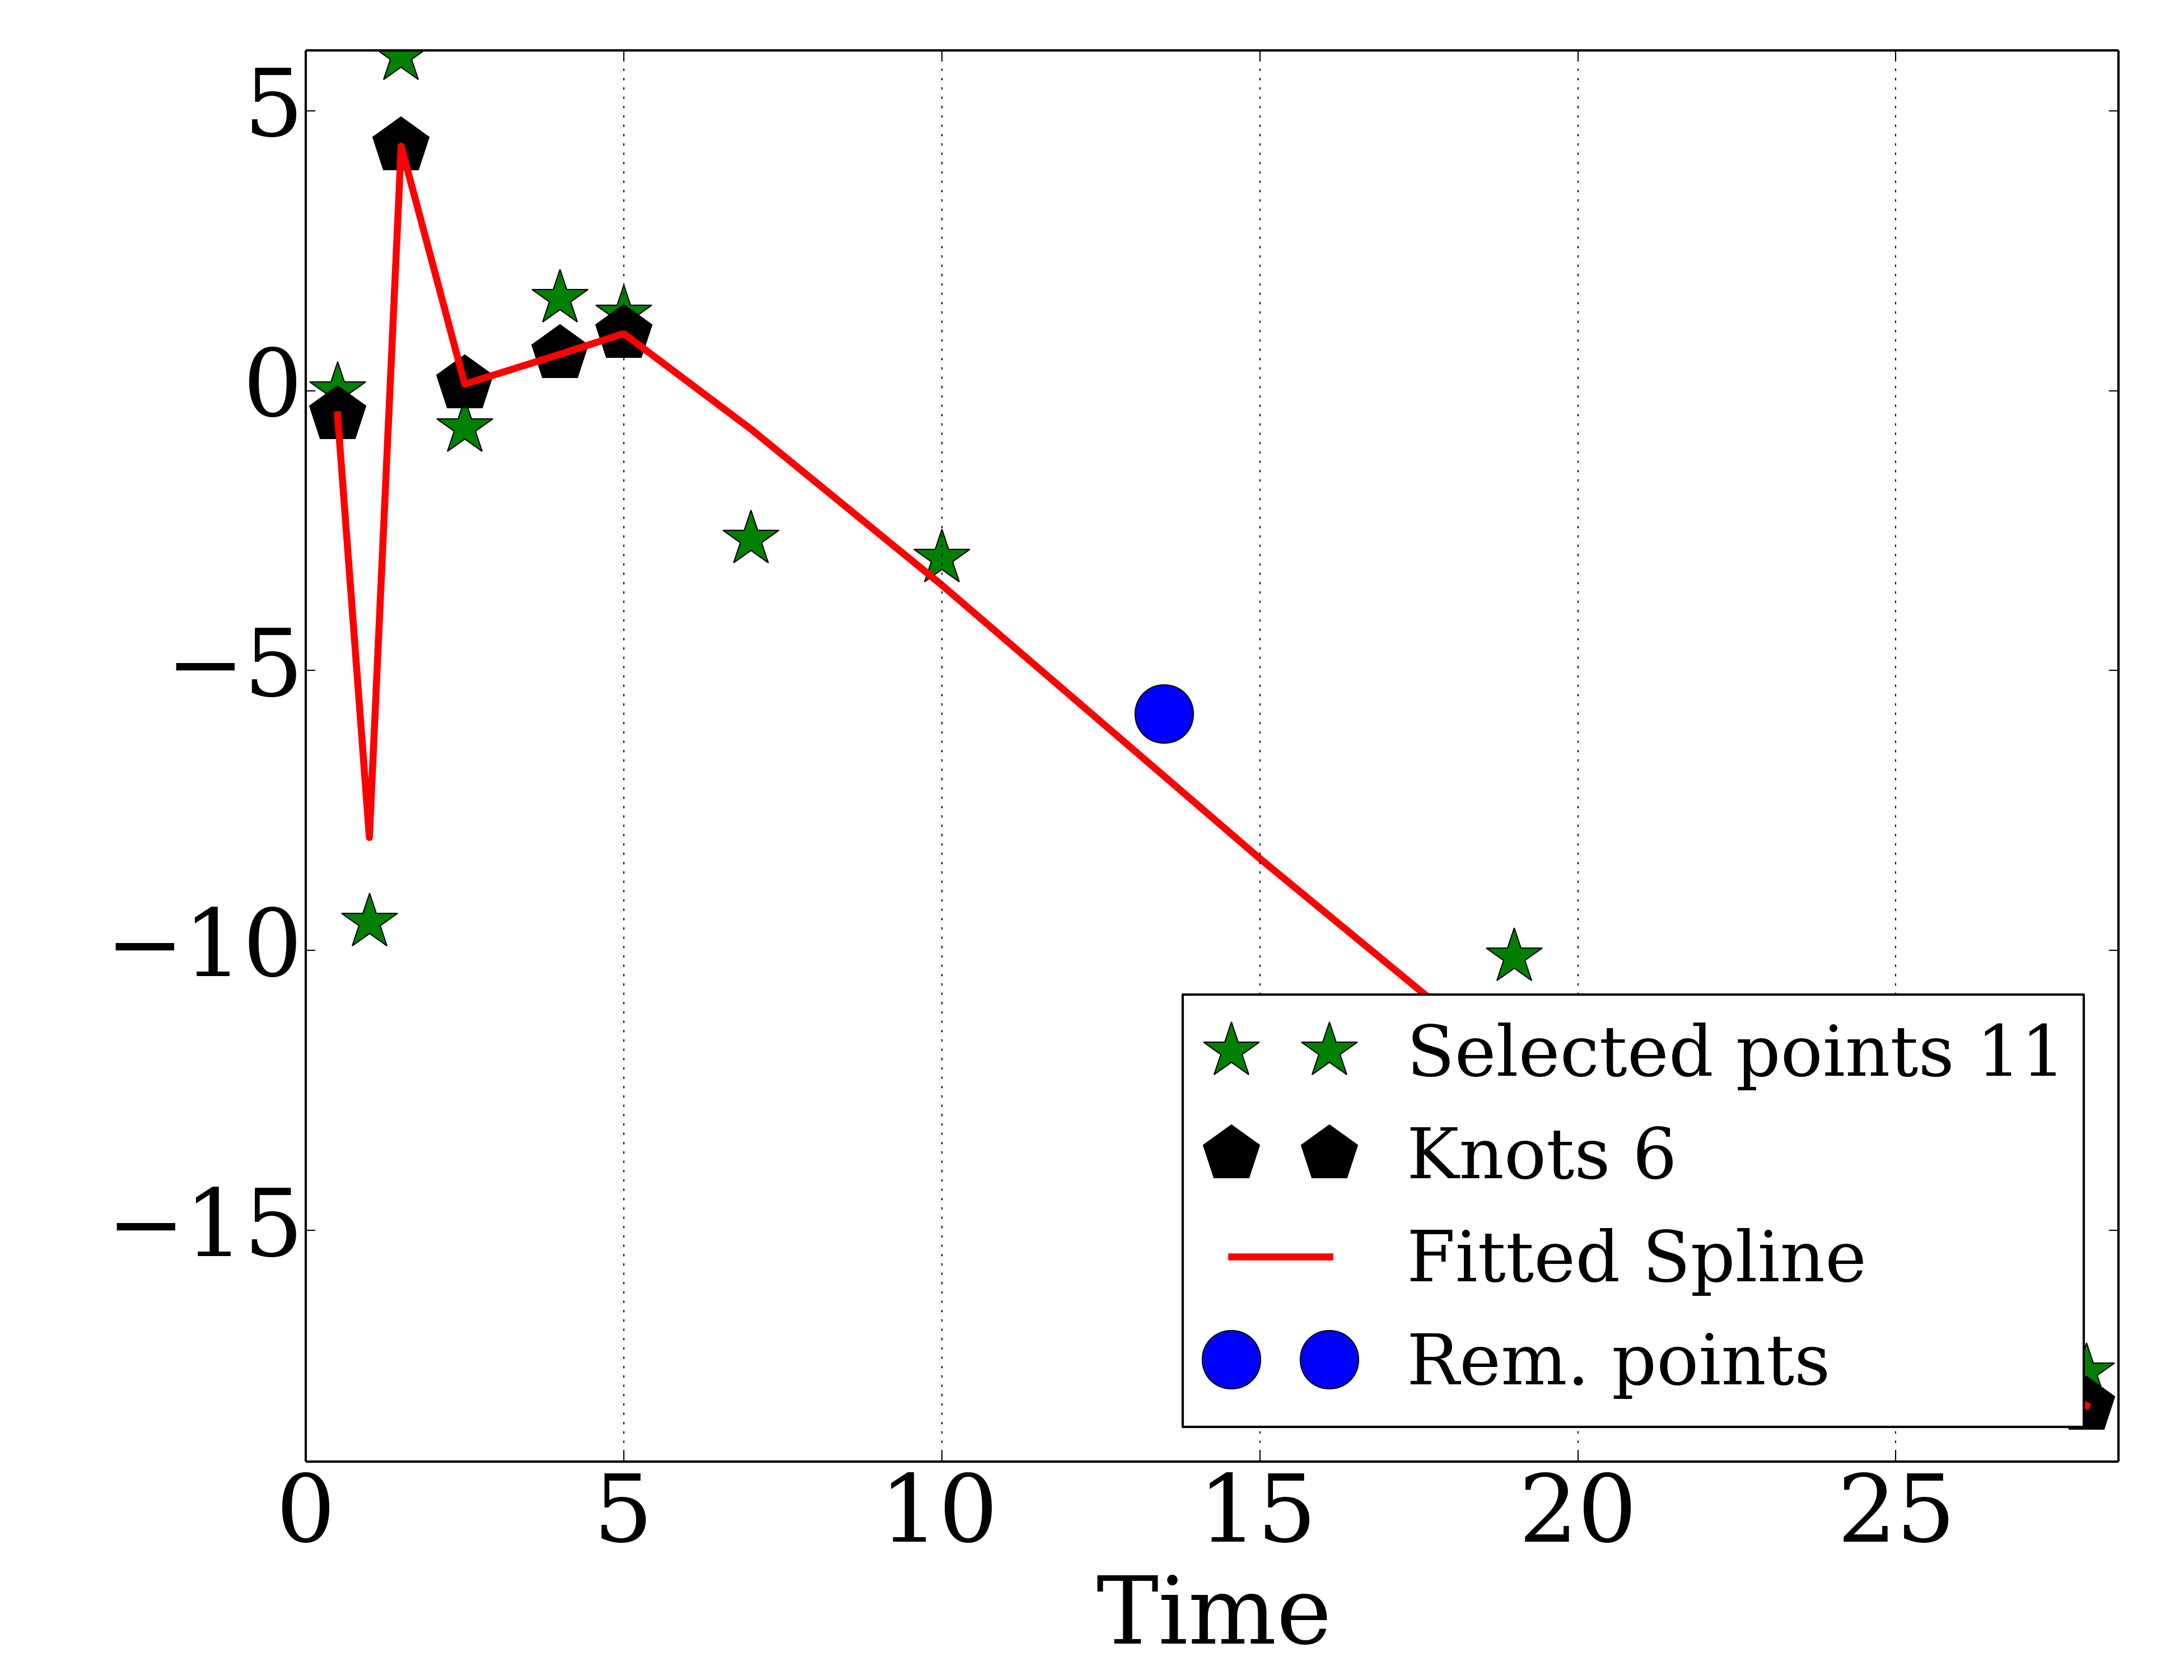 5
0
−5
−10
−15
0 5 10 15 20 25
Time
Selected points 11
Knots 6
Fitted Spline
Rem. points